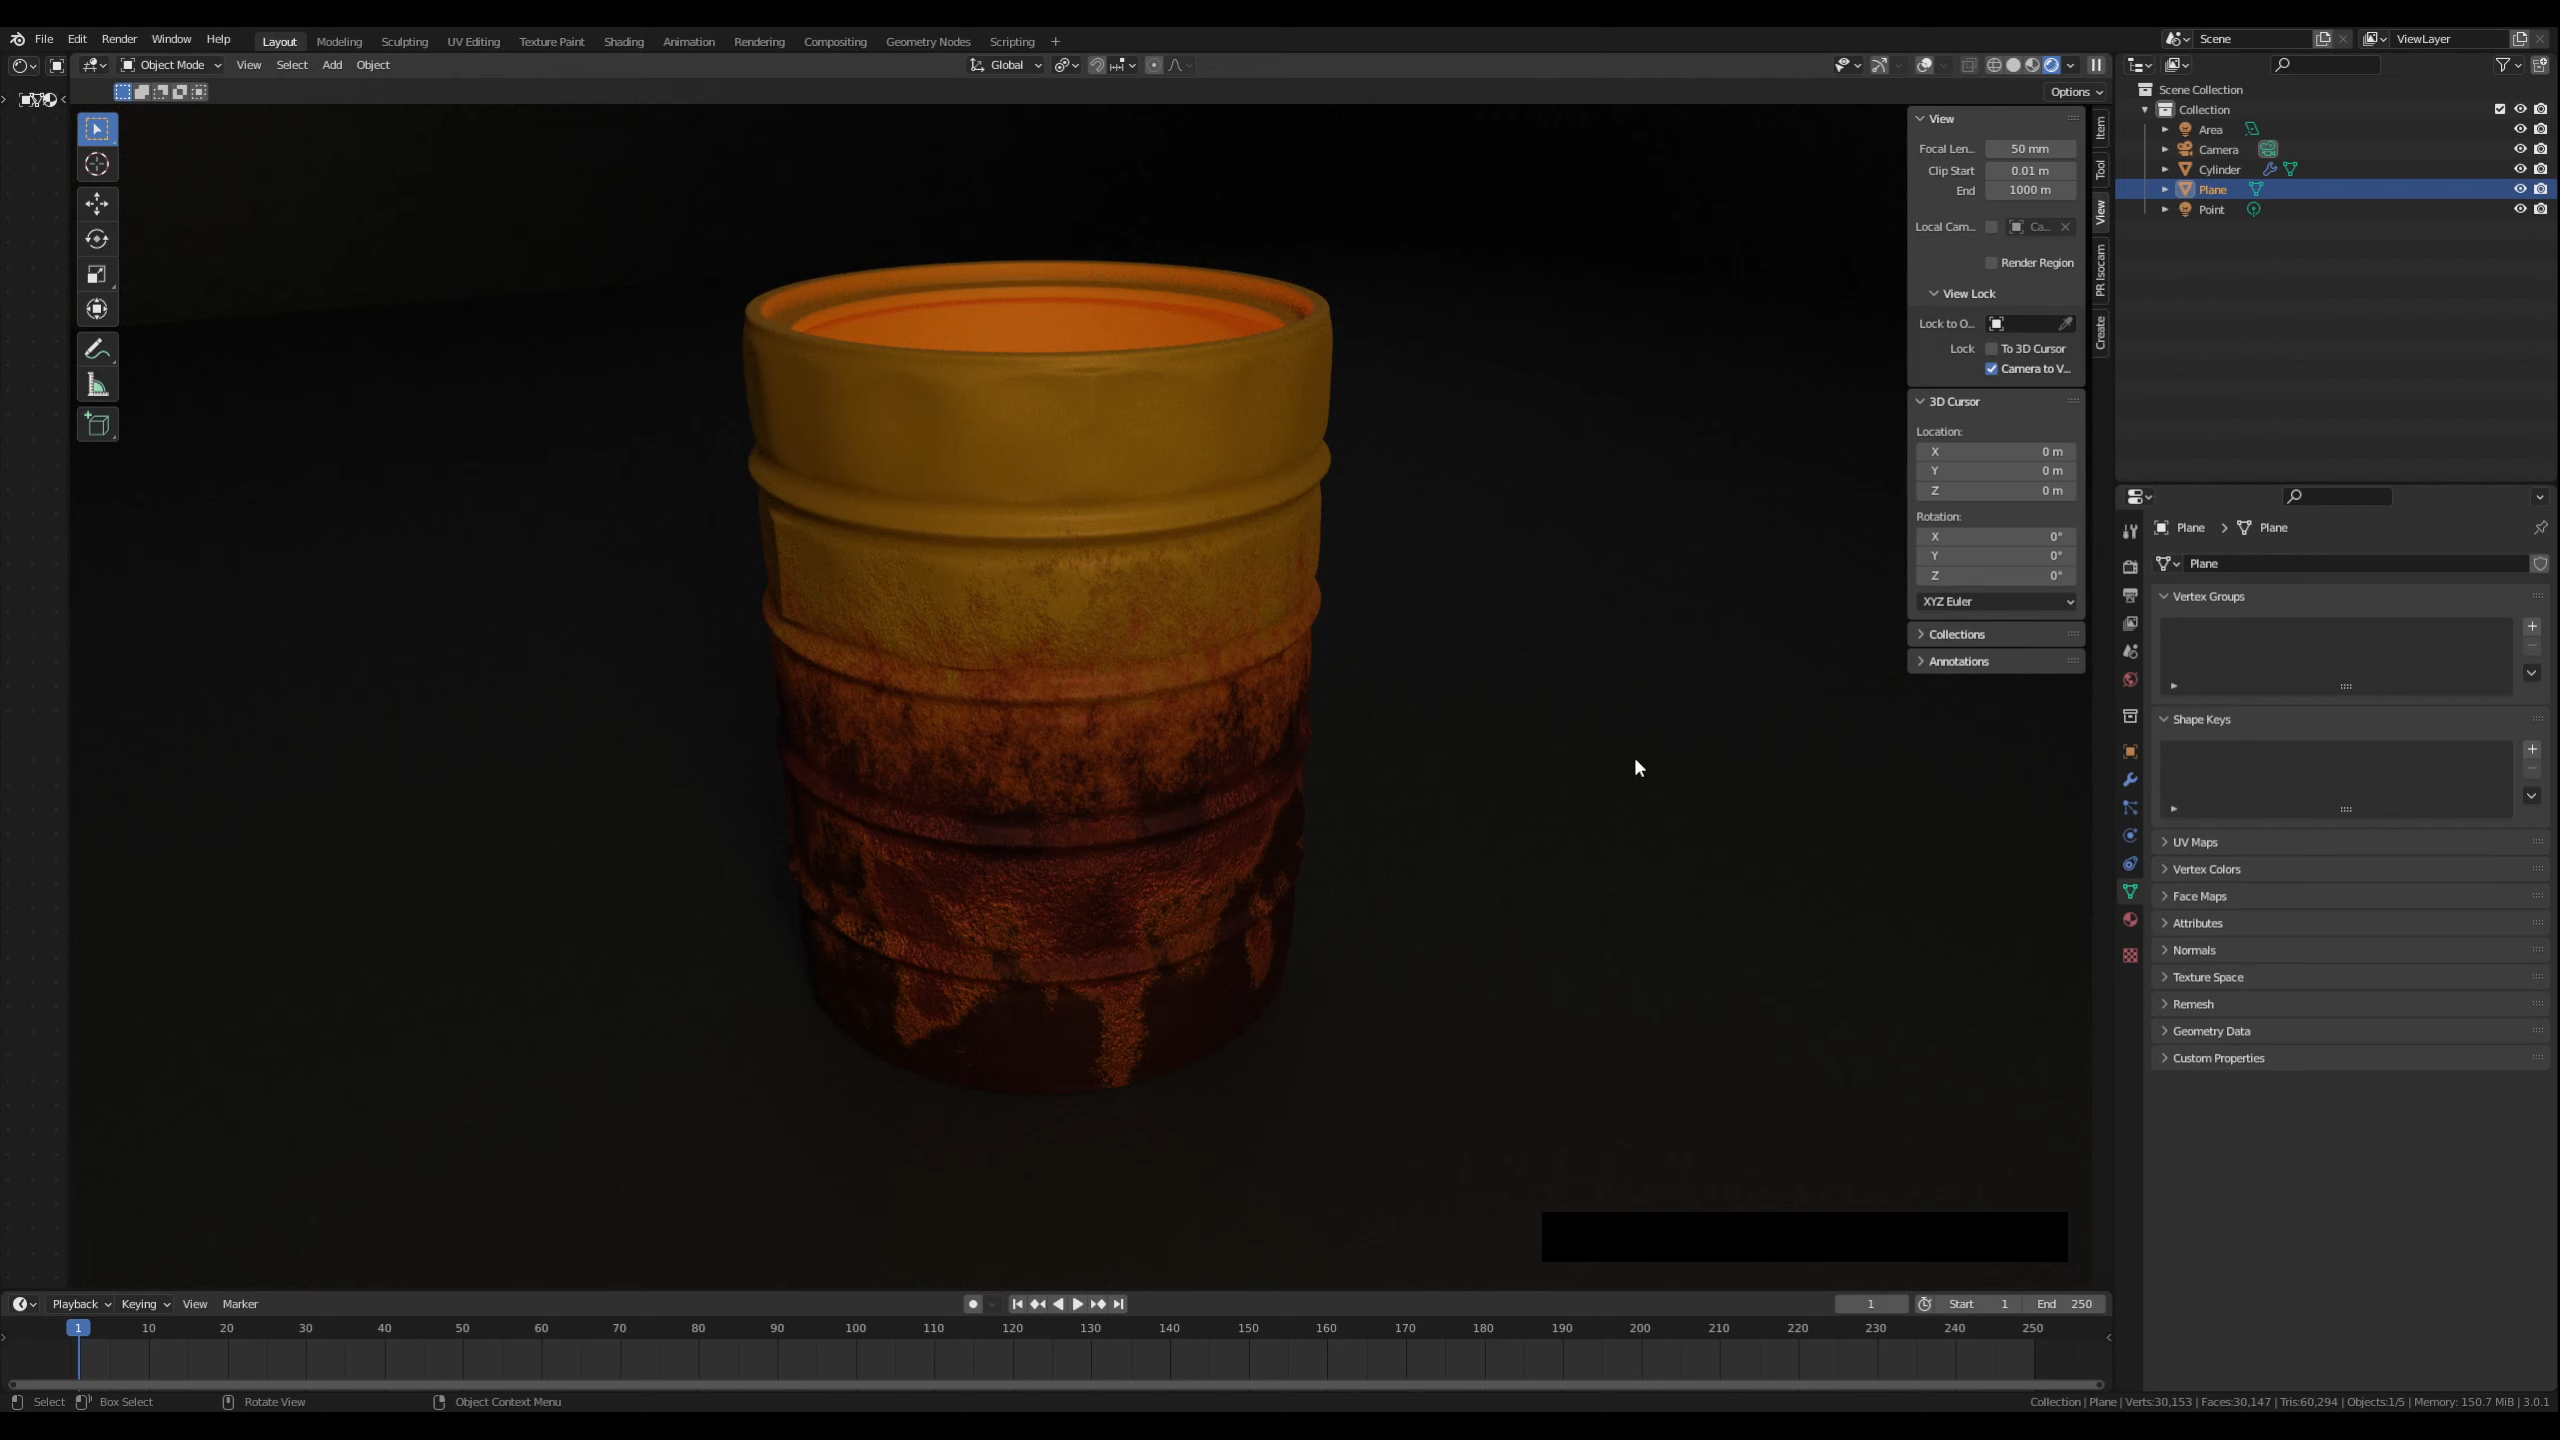 File Edit Render Window Help Layout Modeling Sculpting UV Editing Texture Paint Shading Animation Rendering Compositing Geometry Nodes Scripting + Scene ViewLayer
Object Mode View Select Add Object Global
Options
View
Focal Len... 50 mm
Clip Start 0.01 m
End 1000 m
Local Cam... Ca...
Render Region
View Lock
Lock to O...
Lock To 3D Cursor
Camera to V...
3D Cursor
Location:
X 0 m
Y 0 m
Z 0 m
Rotation:
X 0°
Y 0°
Z 0°
XYZ Euler
Collections
Annotations
Item
Tool
View
PR Isocam
Create
Scene Collection
Collection
Area
Camera
Cylinder
Plane
Point
Plane > Plane
Plane
Vertex Groups
Shape Keys
UV Maps
Vertex Colors
Face Maps
Attributes
Normals
Texture Space
Remesh
Geometry Data
Custom Properties
Playback Keying View Marker 1 Start 1 End 250
1 10 20 30 40 50 60 70 80 90 100 110 120 130 140 150 160 170 180 190 200 210 220 230 240 250
Select Box Select Rotate View Object Context Menu Collection | Plane | Verts:30,153 | Faces:30,147 | Tris:60,294 | Objects:1/5 | Memory: 150.7 MiB | 3.0.1